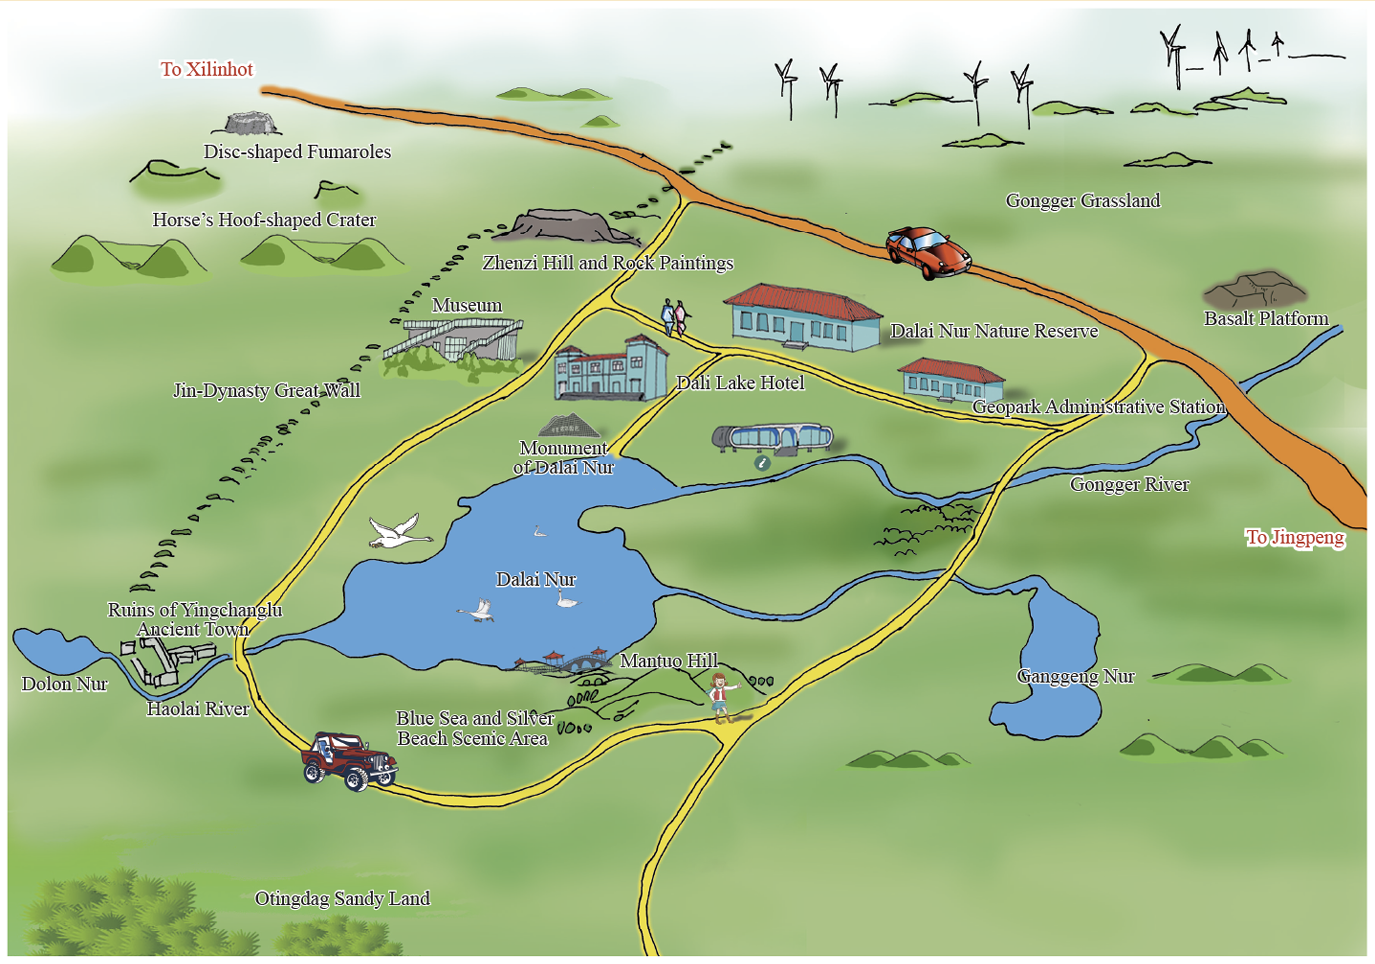 To Xilinhot
Disc-shaped Fumaroles
Horse's Hoof-shaped Crater
Gongger Grassland
Zhenzi Hill and Rock Paintings
Museum
Basalt Platform
Dalai Nur Nature Reserve
Jin-Dynasty Great Wall
Dali Lake Hotel
Geopark Administrative Station
Monument
of Dalai Nur
i
Gongger River
To Jingpeng
Dalai Nur
Ruins of Yingchanglu
Ancient Town
Mantuo Hill
Dolon Nur
Ganggeng Nur
Haolai River
Blue Sea and Silver
Beach Scenic Area
Otingdag Sandy Land